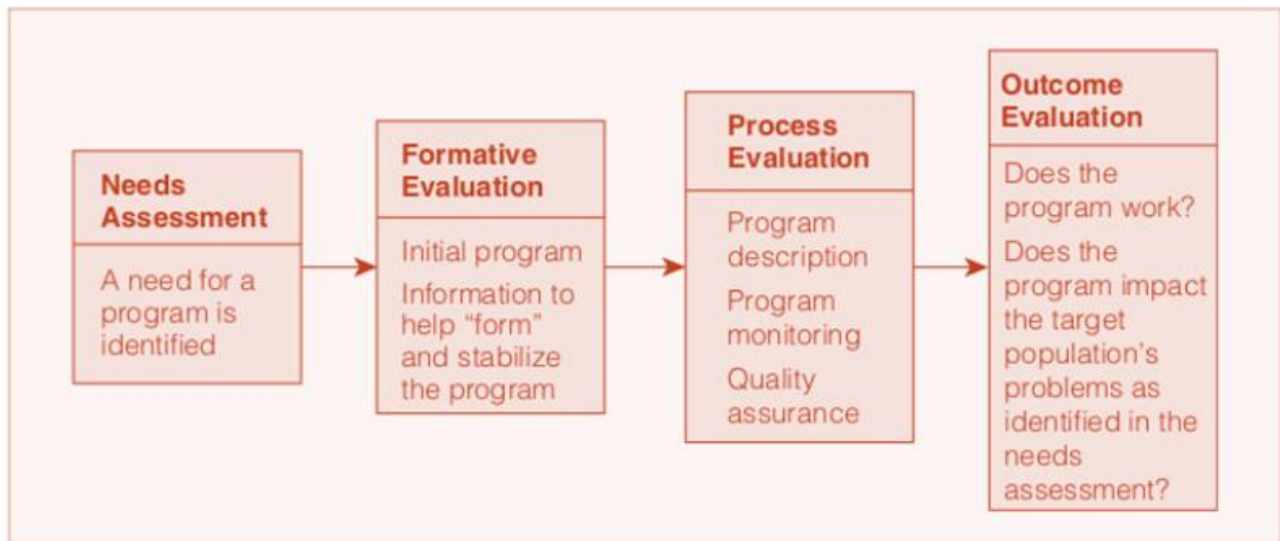 Needs
Assessment
A need for a
program is
identified
Formative
Evaluation
Initial program
Information to
help “form”
and stabilize
the program
Process
Evaluation
Program
description
Program
monitoring
Quality
assurance
Outcome
Evaluation
Does the
program work?
Does the
program impact
the target
population’s
problems as
identified in the
needs
assessment?